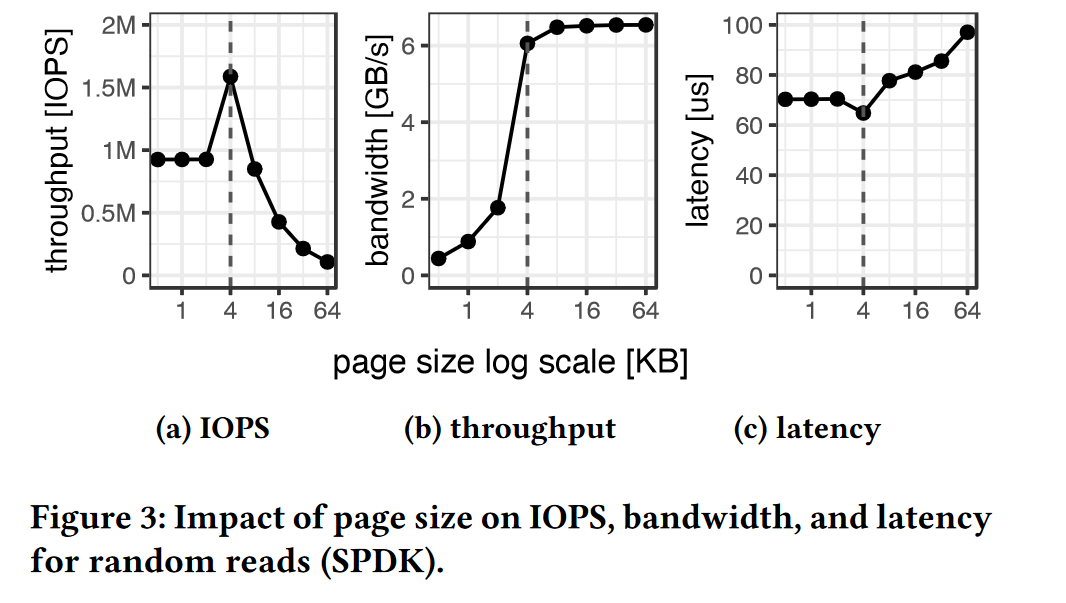 throughput [IOPS]
2M
1.5M
1M
0.5M
0
1 4 16 64
bandwidth [GB/s]
6
4
2
0
1 4 16 64
latency [us]
100
80
60
40
20
0
1 4 16 64
page size log scale [KB]
(a) IOPS
(b) throughput
(c) latency
Figure 3: Impact of page size on IOPS, bandwidth, and latency
for random reads (SPDK).